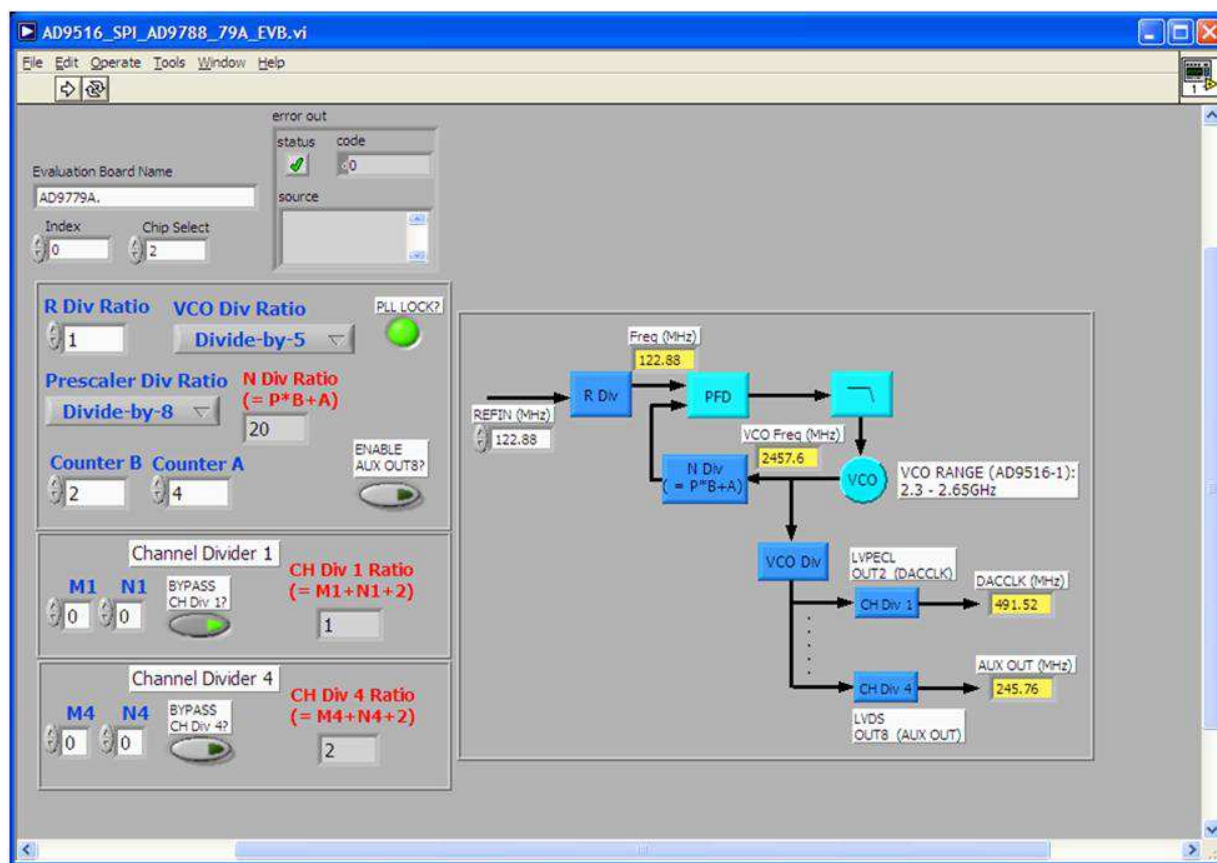 AD9516_SPI_AD9788_79A_EVB.vi
File Edit Operate Tools Window Help
1
error out
status code
0
source
Evaluation Board Name
AD9779A.
Index Chip Select
0 2
R Div Ratio VCO Div Ratio PLL LOCK?
1 Divide-by-5
Prescaler Div Ratio N Div Ratio
(= P*B+A)
Divide-by-8
20
Counter B Counter A
2 4
ENABLE
AUX OUT8?
Channel Divider 1
M1 N1
0 0
BYPASS
CH Div 1?
CH Div 1 Ratio
(= M1+N1+2)
1
Channel Divider 4
M4 N4
0 0
BYPASS
CH Div 4?
CH Div 4 Ratio
(= M4+N4+2)
2
Freq (MHz)
122.88
R Div
PFD
REFIN (MHz)
122.88
VCO Freq (MHz)
2457.6
N Div
( = P*B+A)
VCO
VCO RANGE (AD9516-1):
2.3 - 2.65GHz
VCO Div
LVPECL
OUT2 (DACCLK)
CH Div 1
DACCLK (MHz)
491.52
CH Div 4
AUX OUT (MHz)
245.76
LVDS
OUT8 (AUX OUT)